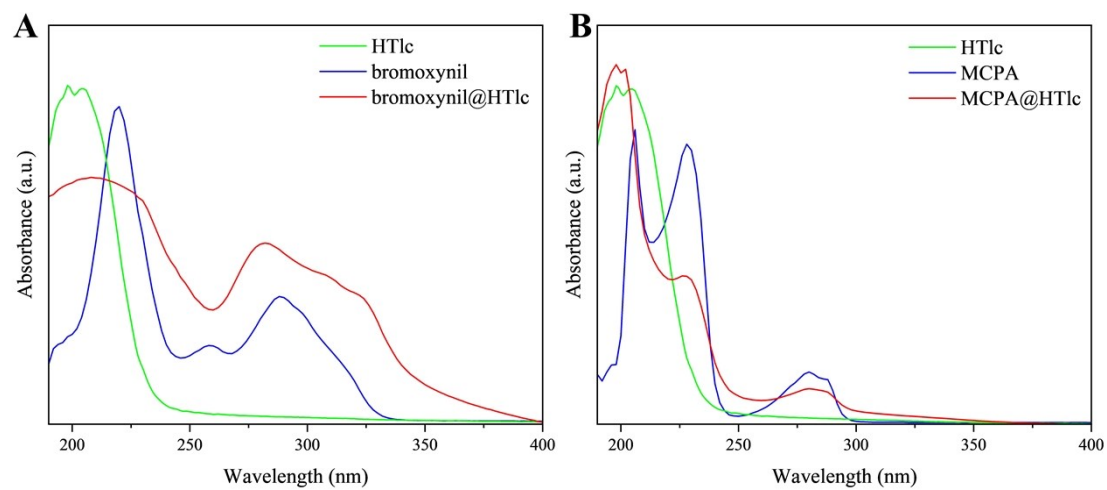 A
HTlc
bromoxynil
bromoxynil@HTlc
Absorbance (a.u.)
200
250
300
350
400
Wavelength (nm)
B
HTlc
MCPA
MCPA@HTlc
Absorbance (a.u.)
200
250
300
350
400
Wavelength (nm)